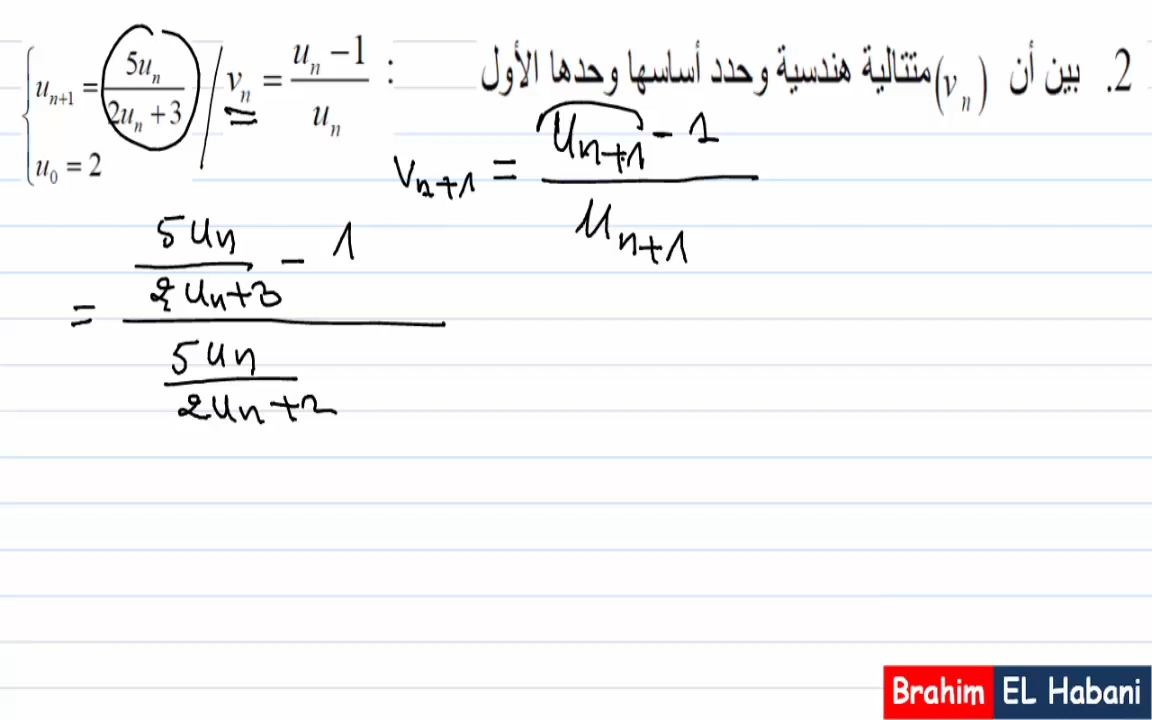 2. بين أن (v_n) متتالية هندسية وحدد أساسها وحدها الأول :
{ u_{n+1} = 5u_n / (2u_n + 3) / v_n = (u_n − 1) / u_n
u_0 = 2
v_{n+1} = (u_{n+1} − 1) / u_{n+1}
= (5u_n / (2u_n + 3) − 1) / (5u_n / (2u_n + 3))
Brahim EL Habani